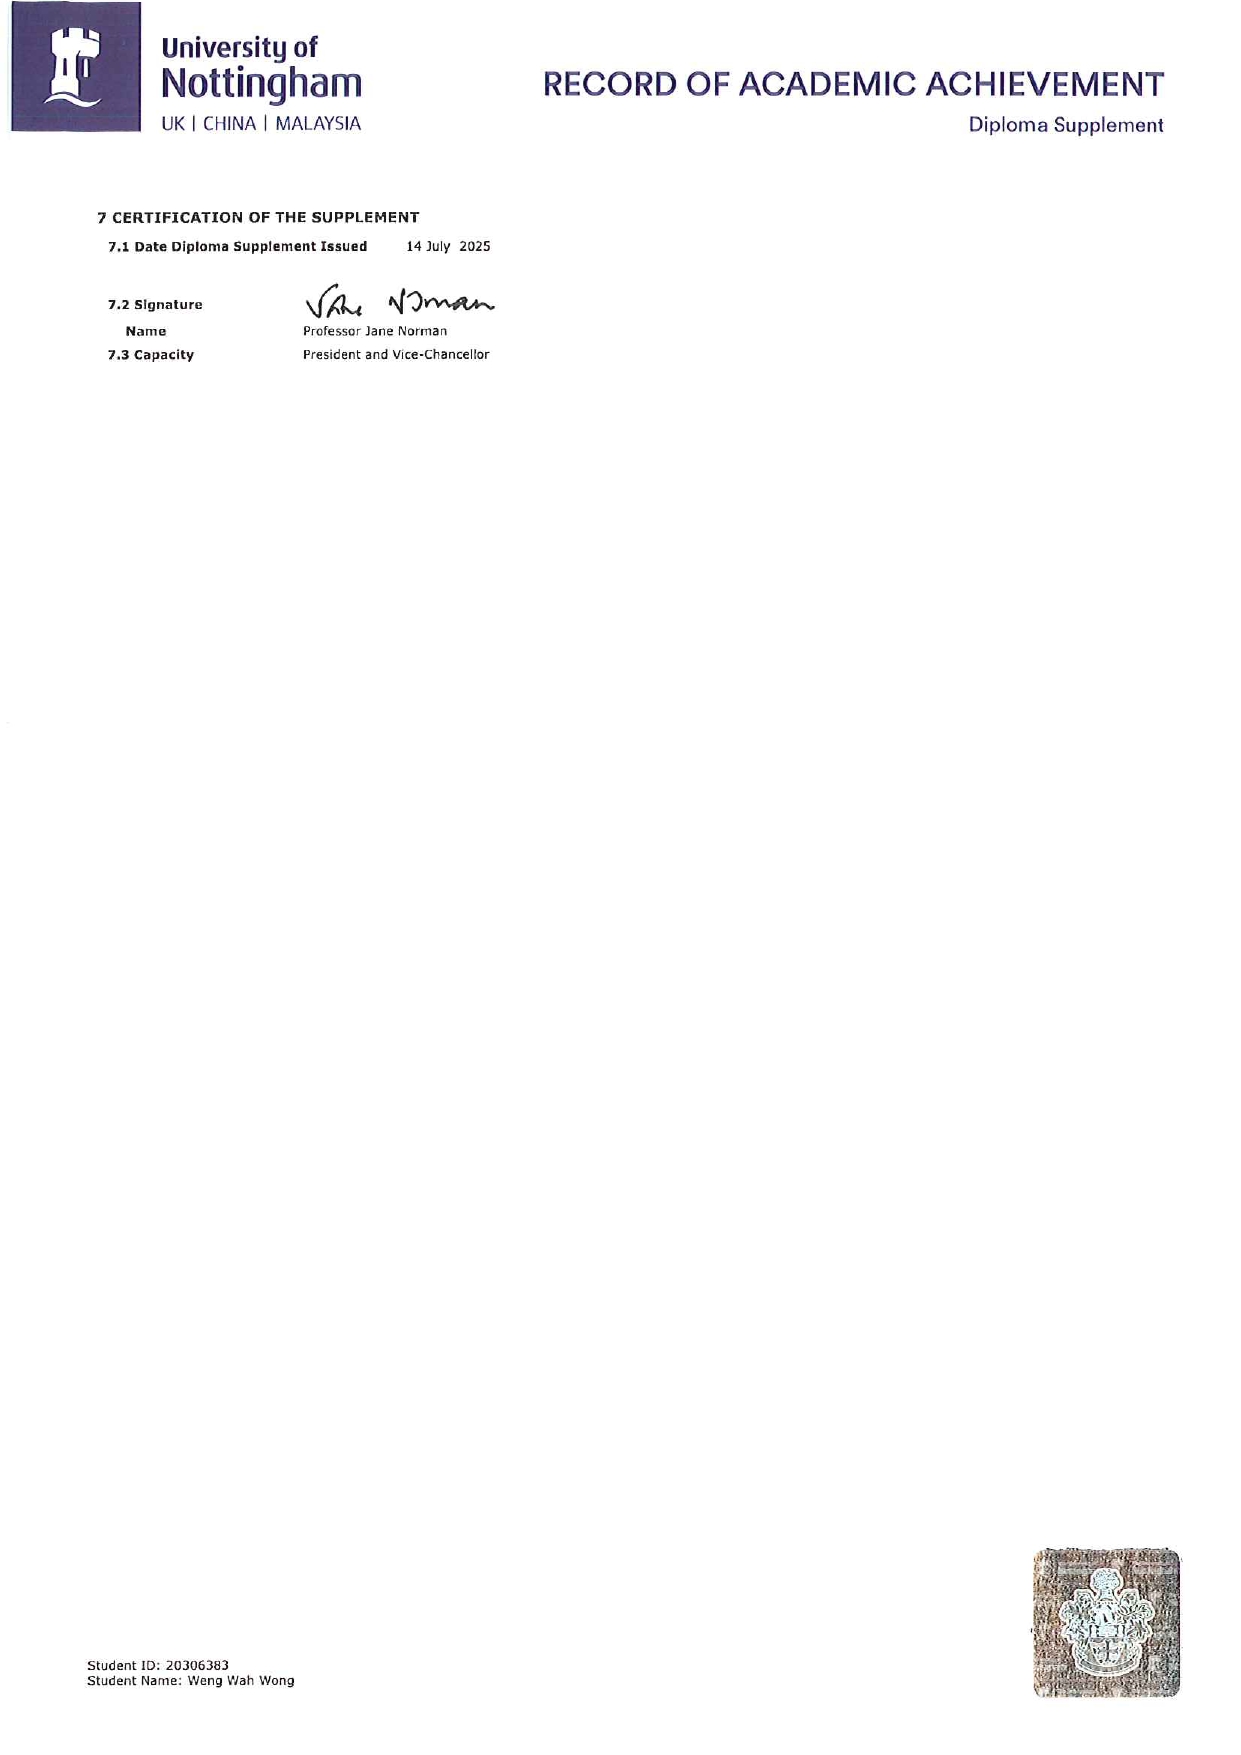 University of
Nottingham
UK | CHINA | MALAYSIA
RECORD OF ACADEMIC ACHIEVEMENT
Diploma Supplement
7 CERTIFICATION OF THE SUPPLEMENT
7.1 Date Diploma Supplement Issued 14 July 2025
7.2 Signature Jane Norman
Name Professor Jane Norman
7.3 Capacity President and Vice-Chancellor
Student ID: 20306383
Student Name: Weng Wah Wong